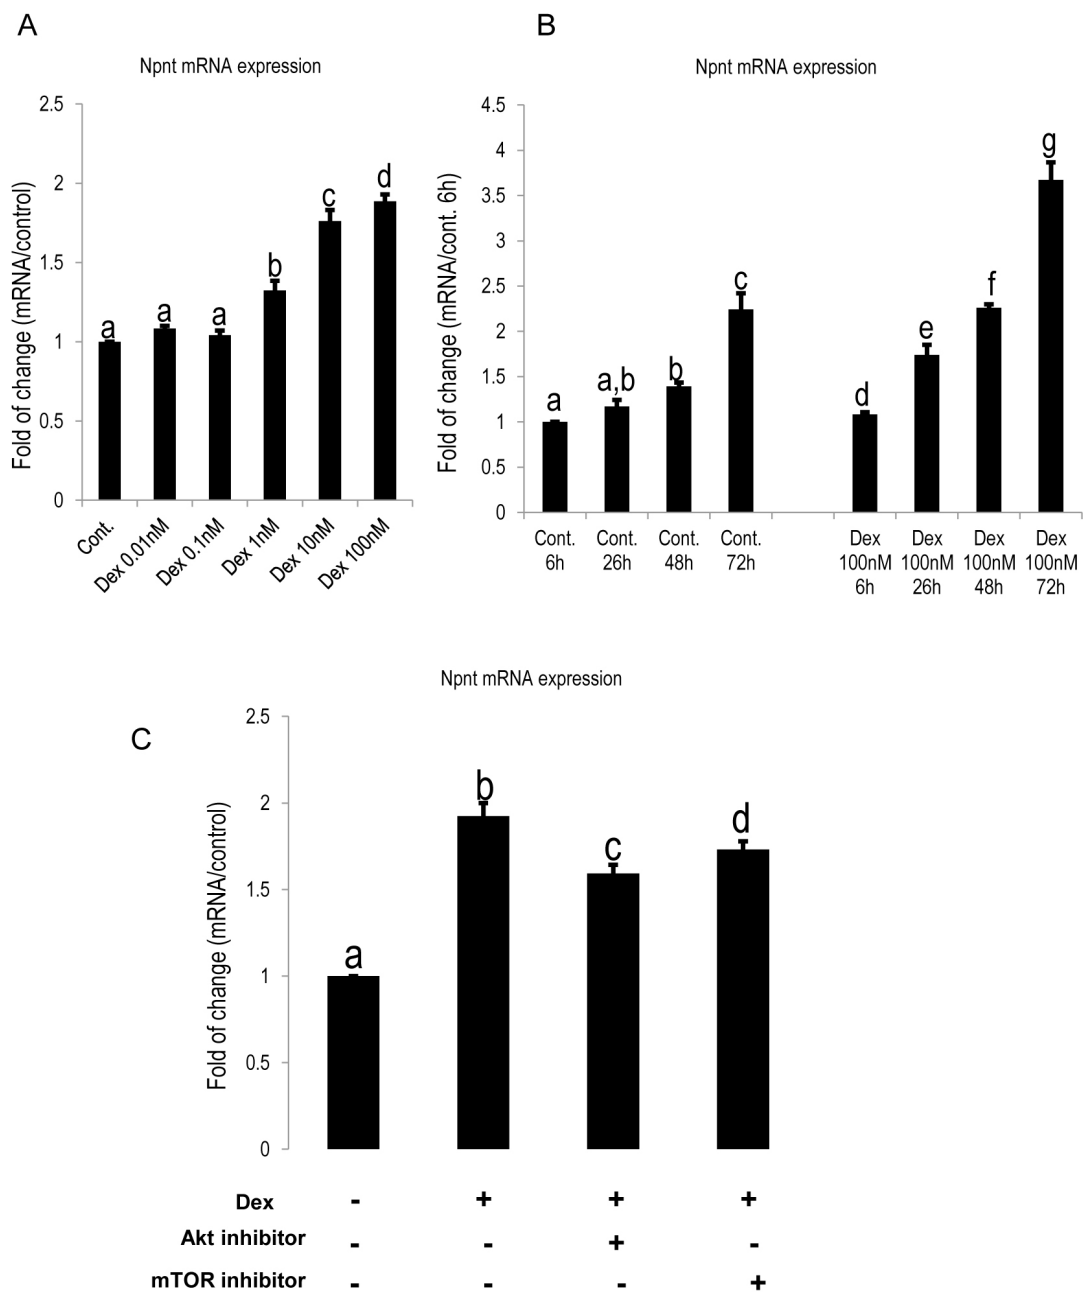 A
Npnt mRNA expression
Fold of change (mRNA/control)
2.5
2
1.5
1
0.5
0
a
a
a
b
c
d
Cont.
Dex 0.01nM
Dex 0.1nM
Dex 1nM
Dex 10nM
Dex 100nM
B
Npnt mRNA expression
Fold of change (mRNA/cont. 6h)
4.5
4
3.5
3
2.5
2
1.5
1
0.5
0
a
a,b
b
c
d
e
f
g
Cont.
6h
Cont.
26h
Cont.
48h
Cont.
72h
Dex
100nM
6h
Dex
100nM
26h
Dex
100nM
48h
Dex
100nM
72h
C
Npnt mRNA expression
Fold of change (mRNA/control)
2.5
2
1.5
1
0.5
0
a
b
c
d
Dex - + + +
Akt inhibitor - - + -
mTOR inhibitor - - - +